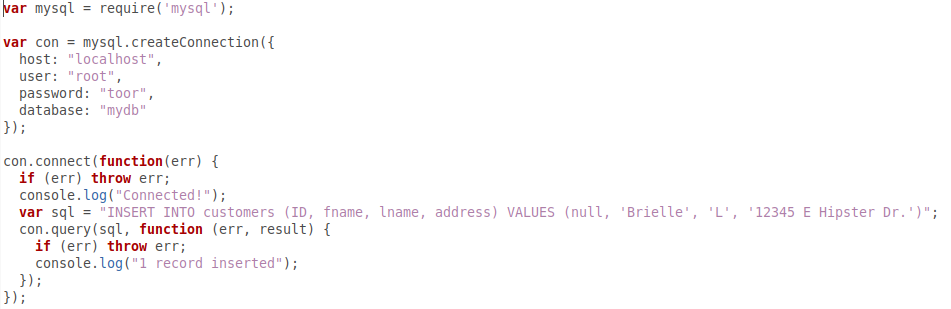 var mysql = require('mysql');

var con = mysql.createConnection({
  host: "localhost",
  user: "root",
  password: "toor",
  database: "mydb"
});

con.connect(function(err) {
  if (err) throw err;
  console.log("Connected!");
  var sql = "INSERT INTO customers (ID, fname, lname, address) VALUES (null, 'Brielle', 'L', '12345 E Hipster Dr.')";
  con.query(sql, function (err, result) {
    if (err) throw err;
    console.log("1 record inserted");
  });
});